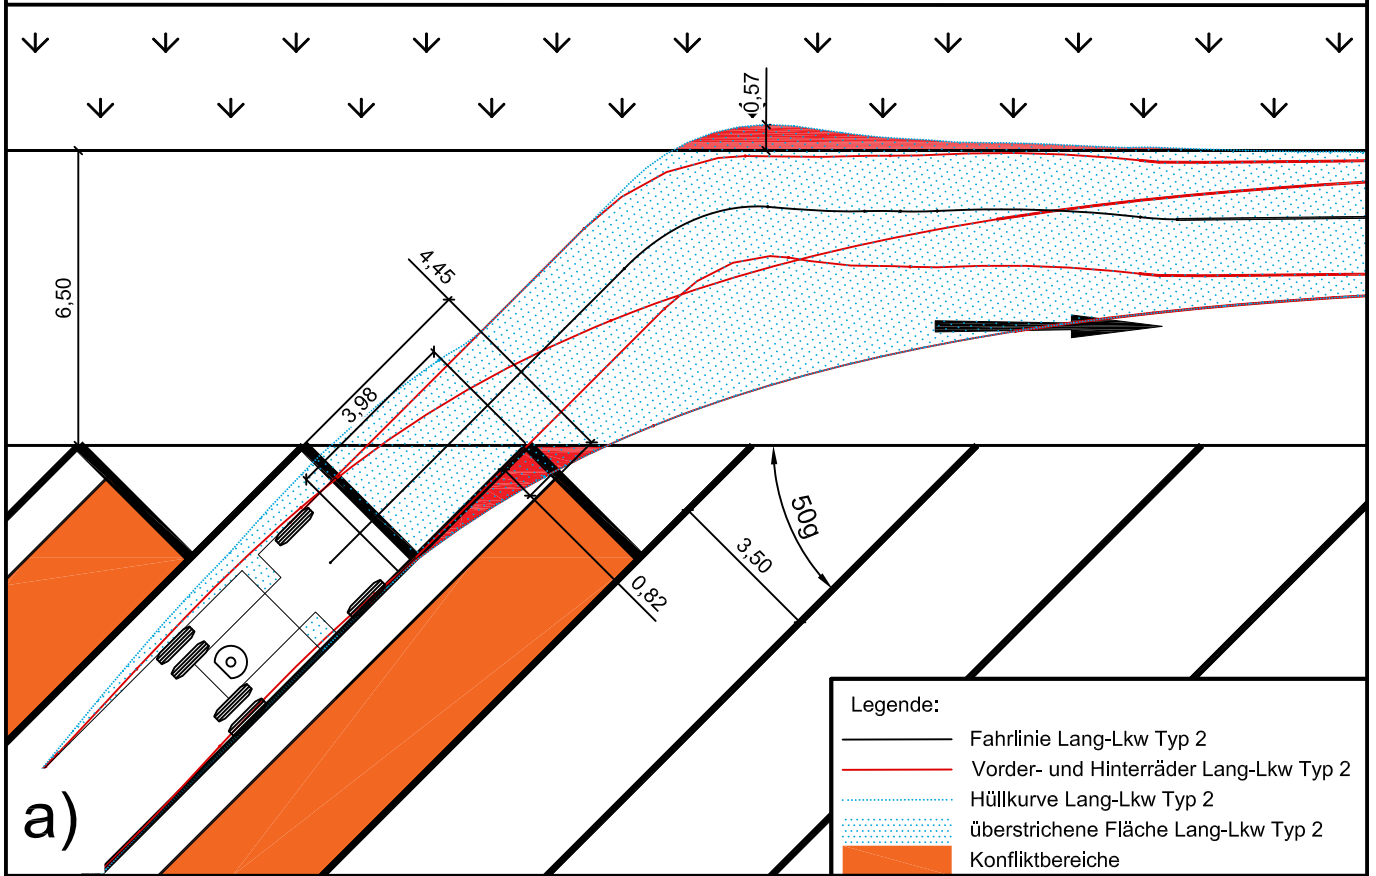 0,57
6,50
4,45
3,98
50g
3,50
0,82
a)
Legende:
Fahrlinie Lang-Lkw Typ 2
Vorder- und Hinterräder Lang-Lkw Typ 2
Hüllkurve Lang-Lkw Typ 2
überstrichene Fläche Lang-Lkw Typ 2
Konfliktbereiche